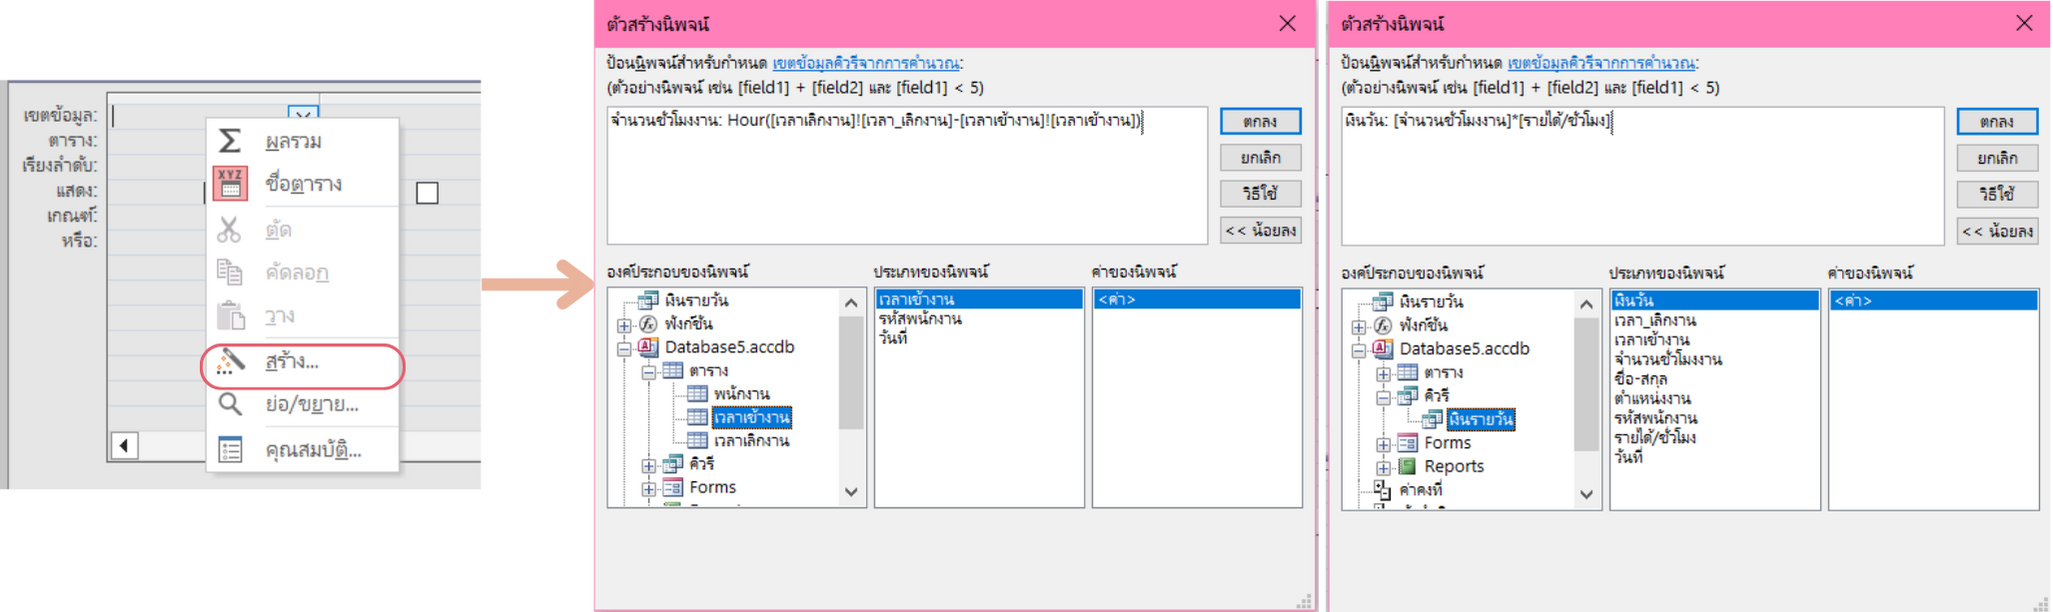 เขตข้อมูล:
ตาราง:
เรียงลำดับ:
แสดง:
เกณฑ์:
หรือ:
ผลรวม
XYZ
ชื่อตาราง
ตัด
คัดลอก
วาง
สร้าง...
ย่อ/ขยาย...
คุณสมบัติ...
ตัวสร้างนิพจน์
ป้อนนิพจน์สำหรับกำหนด เขตข้อมูลคิวรีจากการคำนวณ:
(ตัวอย่างนิพจน์ เช่น [field1] + [field2] และ [field1] < 5)
จำนวนชั่วโมงงาน: Hour([เวลาเลิกงาน]![เวลา_เลิกงาน]-[เวลาเข้างาน]![เวลาเข้างาน])
ตกลง
ยกเลิก
วิธีใช้
<< น้อยลง
องค์ประกอบของนิพจน์
เงินรายวัน
ฟังก์ชัน
Database5.accdb
ตาราง
พนักงาน
เวลาเข้างาน
เวลาเลิกงาน
คิวรี
Forms
ประเภทของนิพจน์
เวลาเข้างาน
รหัสพนักงาน
วันที่
ค่าของนิพจน์
<ค่า>
ตัวสร้างนิพจน์
ป้อนนิพจน์สำหรับกำหนด เขตข้อมูลคิวรีจากการคำนวณ:
(ตัวอย่างนิพจน์ เช่น [field1] + [field2] และ [field1] < 5)
เงินวัน: [จำนวนชั่วโมงงาน]*[รายได้/ชั่วโมง]
ตกลง
ยกเลิก
วิธีใช้
<< น้อยลง
องค์ประกอบของนิพจน์
เงินรายวัน
ฟังก์ชัน
Database5.accdb
ตาราง
คิวรี
เงินรายวัน
Forms
Reports
ค่าคงที่
ประเภทของนิพจน์
เงินวัน
เวลา_เลิกงาน
เวลาเข้างาน
จำนวนชั่วโมงงาน
ชื่อ-สกุล
ตำแหน่งงาน
รหัสพนักงาน
รายได้/ชั่วโมง
วันที่
ค่าของนิพจน์
<ค่า>